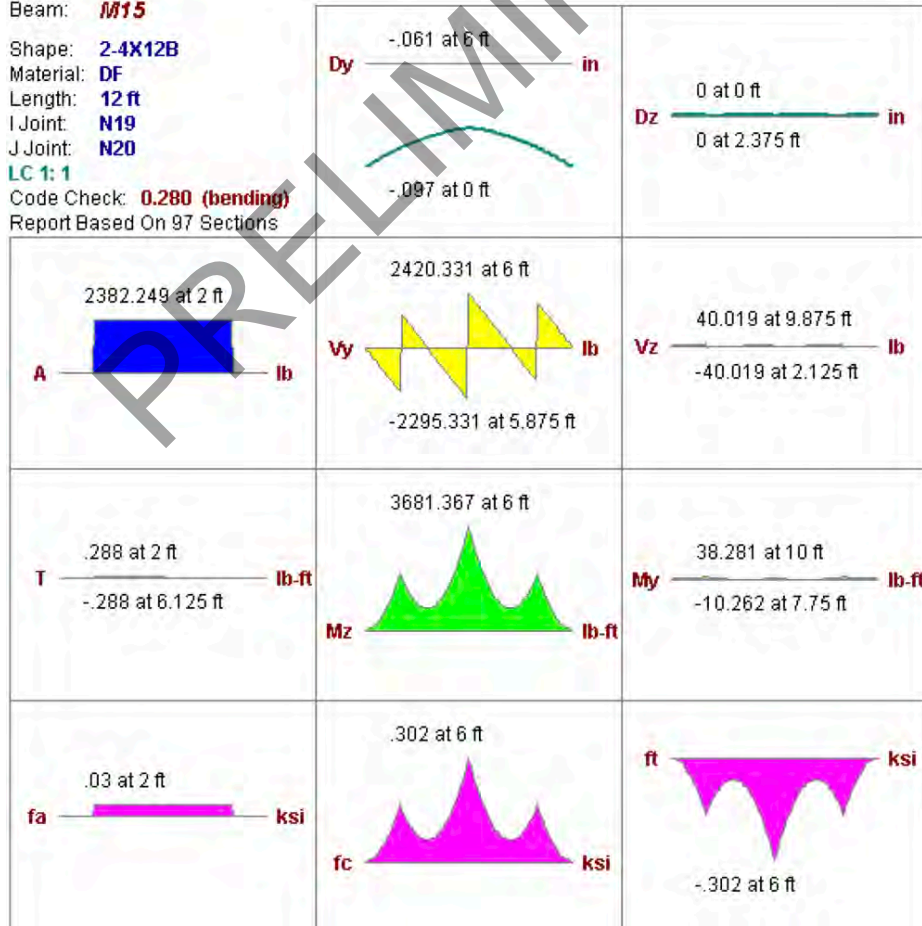 Beam: M15
Shape: 2-4X12B
Material: DF
Length: 12 ft
I Joint: N19
J Joint: N20
LC 1: 1
Code Check: 0.280 (bending)
Report Based On 97 Sections
-.061 at 6 ft
Dy in
-.097 at 0 ft
0 at 0 ft
Dz in
0 at 2.375 ft
2382.249 at 2 ft
A lb
2420.331 at 6 ft
Vy lb
-2295.331 at 5.875 ft
40.019 at 9.875 ft
Vz lb
-40.019 at 2.125 ft
.288 at 2 ft
T lb-ft
-.288 at 6.125 ft
3681.367 at 6 ft
Mz lb-ft
38.281 at 10 ft
My lb-ft
-10.262 at 7.75 ft
.03 at 2 ft
fa ksi
.302 at 6 ft
fc ksi
ft ksi
-.302 at 6 ft
PRELIMI